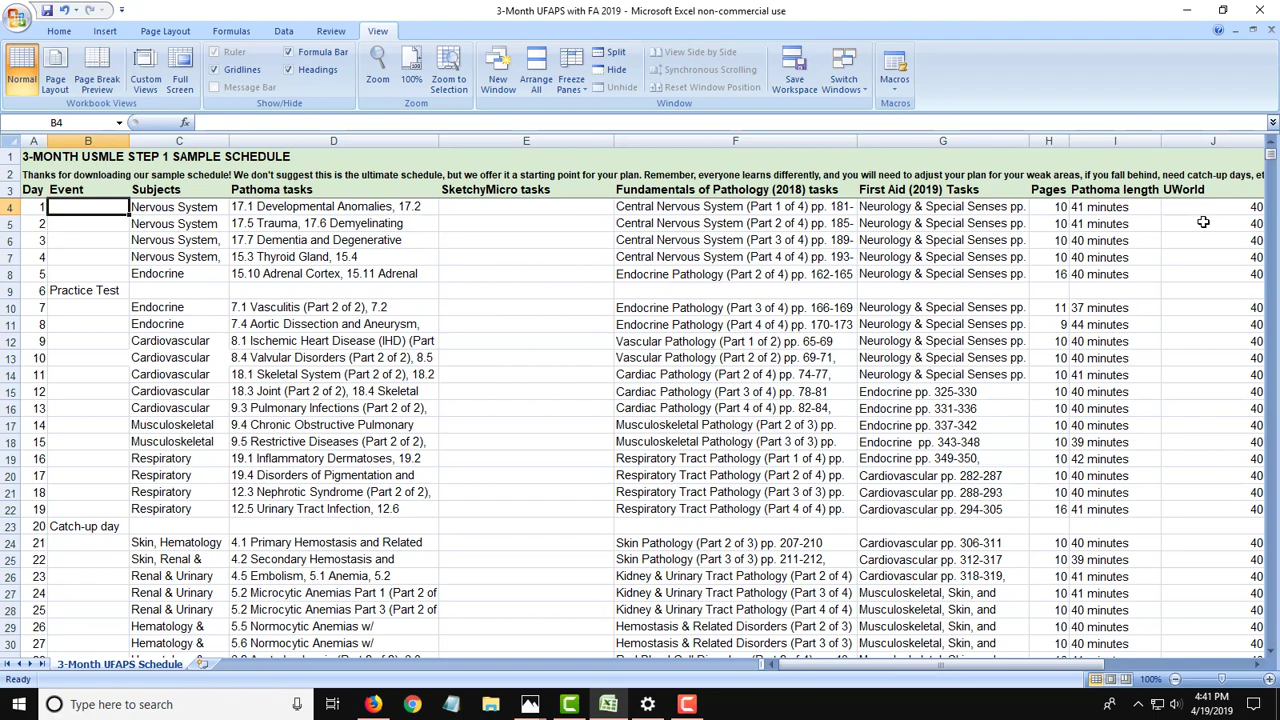 3-Month UFAPS with FA 2019 - Microsoft Excel non-commercial use
Home Insert Page Layout Formulas Data Review View
Normal
Page Layout
Page Break Preview
Custom Views
Full Screen
Workbook Views
Ruler
Formula Bar
Gridlines
Headings
Message Bar
Show/Hide
Zoom
100%
Zoom to Selection
Zoom
New Window
Arrange All
Freeze Panes
Split
Hide
Unhide
View Side by Side
Synchronous Scrolling
Reset Window Position
Save Workspace
Switch Windows
Window
Macros
Macros
B4 fx
A B C D E F G H I J
1 3-MONTH USMLE STEP 1 SAMPLE SCHEDULE
2 Thanks for downloading our sample schedule! We don't suggest this is the ultimate schedule, but we offer it a starting point for your plan. Remember, everyone learns differently, and you will need to adjust your plan for your weak areas, if you fall behind, need catch-up days, et
3 Day Event Subjects Pathoma tasks SketchyMicro tasks Fundamentals of Pathology (2018) tasks First Aid (2019) Tasks Pages Pathoma length UWorld
4 1 Nervous System 17.1 Developmental Anomalies, 17.2 Central Nervous System (Part 1 of 4) pp. 181- Neurology & Special Senses pp. 10 41 minutes 40
5 2 Nervous System 17.5 Trauma, 17.6 Demyelinating Central Nervous System (Part 2 of 4) pp. 185- Neurology & Special Senses pp. 10 41 minutes 40
6 3 Nervous System, 17.7 Dementia and Degenerative Central Nervous System (Part 3 of 4) pp. 189- Neurology & Special Senses pp. 10 40 minutes 40
7 4 Nervous System, 15.3 Thyroid Gland, 15.4 Central Nervous System (Part 4 of 4) pp. 193- Neurology & Special Senses pp. 10 40 minutes 40
8 5 Endocrine 15.10 Adrenal Cortex, 15.11 Adrenal Endocrine Pathology (Part 2 of 4) pp. 162-165 Neurology & Special Senses pp. 16 40 minutes 40
9 6 Practice Test
10 7 Endocrine 7.1 Vasculitis (Part 2 of 2), 7.2 Endocrine Pathology (Part 3 of 4) pp. 166-169 Neurology & Special Senses pp. 11 37 minutes 40
11 8 Endocrine 7.4 Aortic Dissection and Aneurysm, Endocrine Pathology (Part 4 of 4) pp. 170-173 Neurology & Special Senses pp. 9 44 minutes 40
12 9 Cardiovascular 8.1 Ischemic Heart Disease (IHD) (Part Vascular Pathology (Part 1 of 2) pp. 65-69 Neurology & Special Senses pp. 10 40 minutes 40
13 10 Cardiovascular 8.4 Valvular Disorders (Part 2 of 2), 8.5 Vascular Pathology (Part 2 of 2) pp. 69-71, Neurology & Special Senses pp. 10 40 minutes 40
14 11 Cardiovascular 18.1 Skeletal System (Part 2 of 2), 18.2 Cardiac Pathology (Part 2 of 4) pp. 74-77, Neurology & Special Senses pp. 10 41 minutes 40
15 12 Cardiovascular 18.3 Joint (Part 2 of 2), 18.4 Skeletal Cardiac Pathology (Part 3 of 4) pp. 78-81 Endocrine pp. 325-330 10 40 minutes 40
16 13 Cardiovascular 9.3 Pulmonary Infections (Part 2 of 2), Cardiac Pathology (Part 4 of 4) pp. 82-84, Endocrine pp. 331-336 10 40 minutes 40
17 14 Musculoskeletal 9.4 Chronic Obstructive Pulmonary Musculoskeletal Pathology (Part 2 of 3) pp. Endocrine pp. 337-342 10 40 minutes 40
18 15 Musculoskeletal 9.5 Restrictive Diseases (Part 2 of 2), Musculoskeletal Pathology (Part 3 of 3) pp. Endocrine pp. 343-348 10 39 minutes 40
19 16 Respiratory 19.1 Inflammatory Dermatoses, 19.2 Respiratory Tract Pathology (Part 1 of 4) pp. Endocrine pp. 349-350, 10 42 minutes 40
20 17 Respiratory 19.4 Disorders of Pigmentation and Respiratory Tract Pathology (Part 2 of 4) pp. Cardiovascular pp. 282-287 10 40 minutes 40
21 18 Respiratory 12.3 Nephrotic Syndrome (Part 2 of 2), Respiratory Tract Pathology (Part 3 of 4) pp. Cardiovascular pp. 288-293 10 40 minutes 40
22 19 Respiratory 12.5 Urinary Tract Infection, 12.6 Respiratory Tract Pathology (Part 4 of 4) pp. Cardiovascular pp. 294-305 16 41 minutes 40
23 20 Catch-up day
24 21 Skin, Hematology 4.1 Primary Hemostasis and Related Skin Pathology (Part 2 of 3) pp. 207-210 Cardiovascular pp. 306-311 10 40 minutes 40
25 22 Skin, Renal & 4.2 Secondary Hemostasis and Skin Pathology (Part 3 of 3) pp. 211-212, Cardiovascular pp. 312-317 10 39 minutes 40
26 23 Renal & Urinary 4.5 Embolism, 5.1 Anemia, 5.2 Kidney & Urinary Tract Pathology (Part 2 of 4) Cardiovascular pp. 318-319, 10 41 minutes 40
27 24 Renal & Urinary 5.2 Microcytic Anemias Part 1 (Part 2 of Kidney & Urinary Tract Pathology (Part 3 of 4) Musculoskeletal, Skin, and 10 41 minutes 40
28 25 Renal & Urinary 5.2 Microcytic Anemias Part 3 (Part 2 of Kidney & Urinary Tract Pathology (Part 4 of 4) Musculoskeletal, Skin, and 10 40 minutes 40
29 26 Hematology & 5.5 Normocytic Anemias w/ Hemostasis & Related Disorders (Part 2 of 3) Musculoskeletal, Skin, and 10 40 minutes 40
30 27 Hematology & 5.6 Normocytic Anemias w/ Hemostasis & Related Disorders (Part 3 of 3) Musculoskeletal, Skin, and 10 40 minutes 40
3-Month UFAPS Schedule
Ready 100%
Type here to search
4:41 PM
4/19/2019